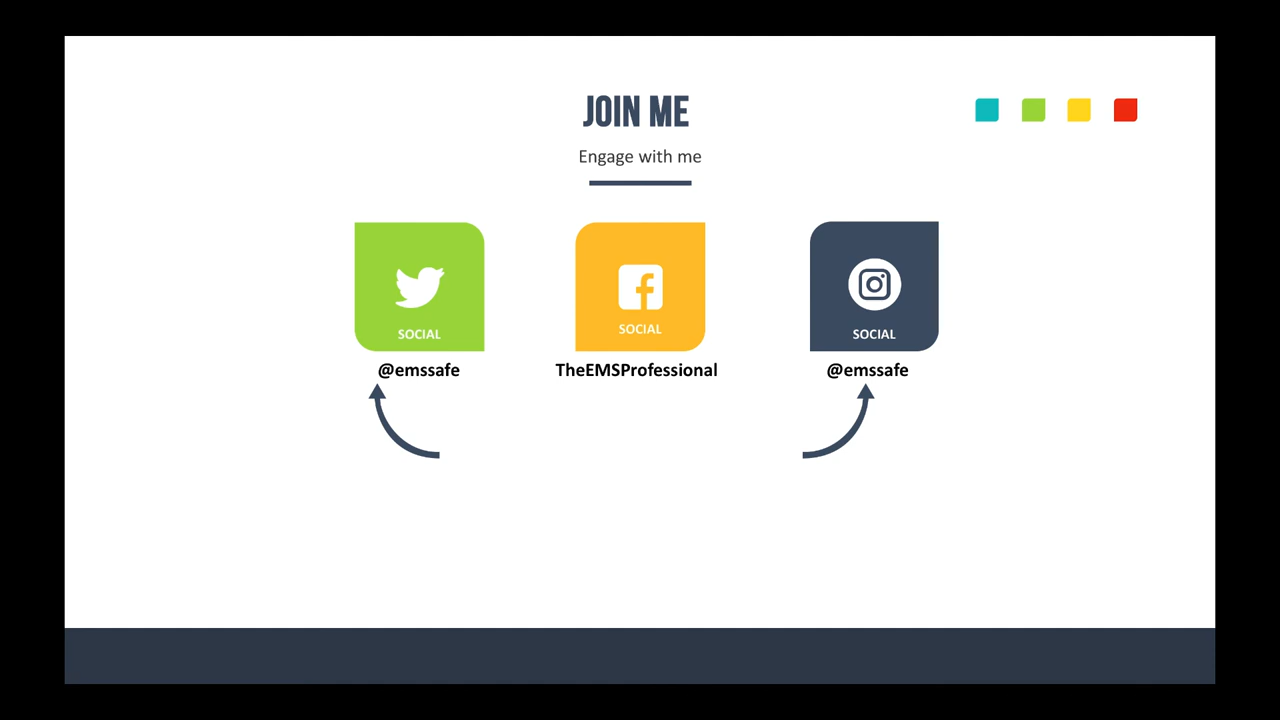 JOIN ME
Engage with me
SOCIAL
SOCIAL
SOCIAL
@emssafe
TheEMSProfessional
@emssafe